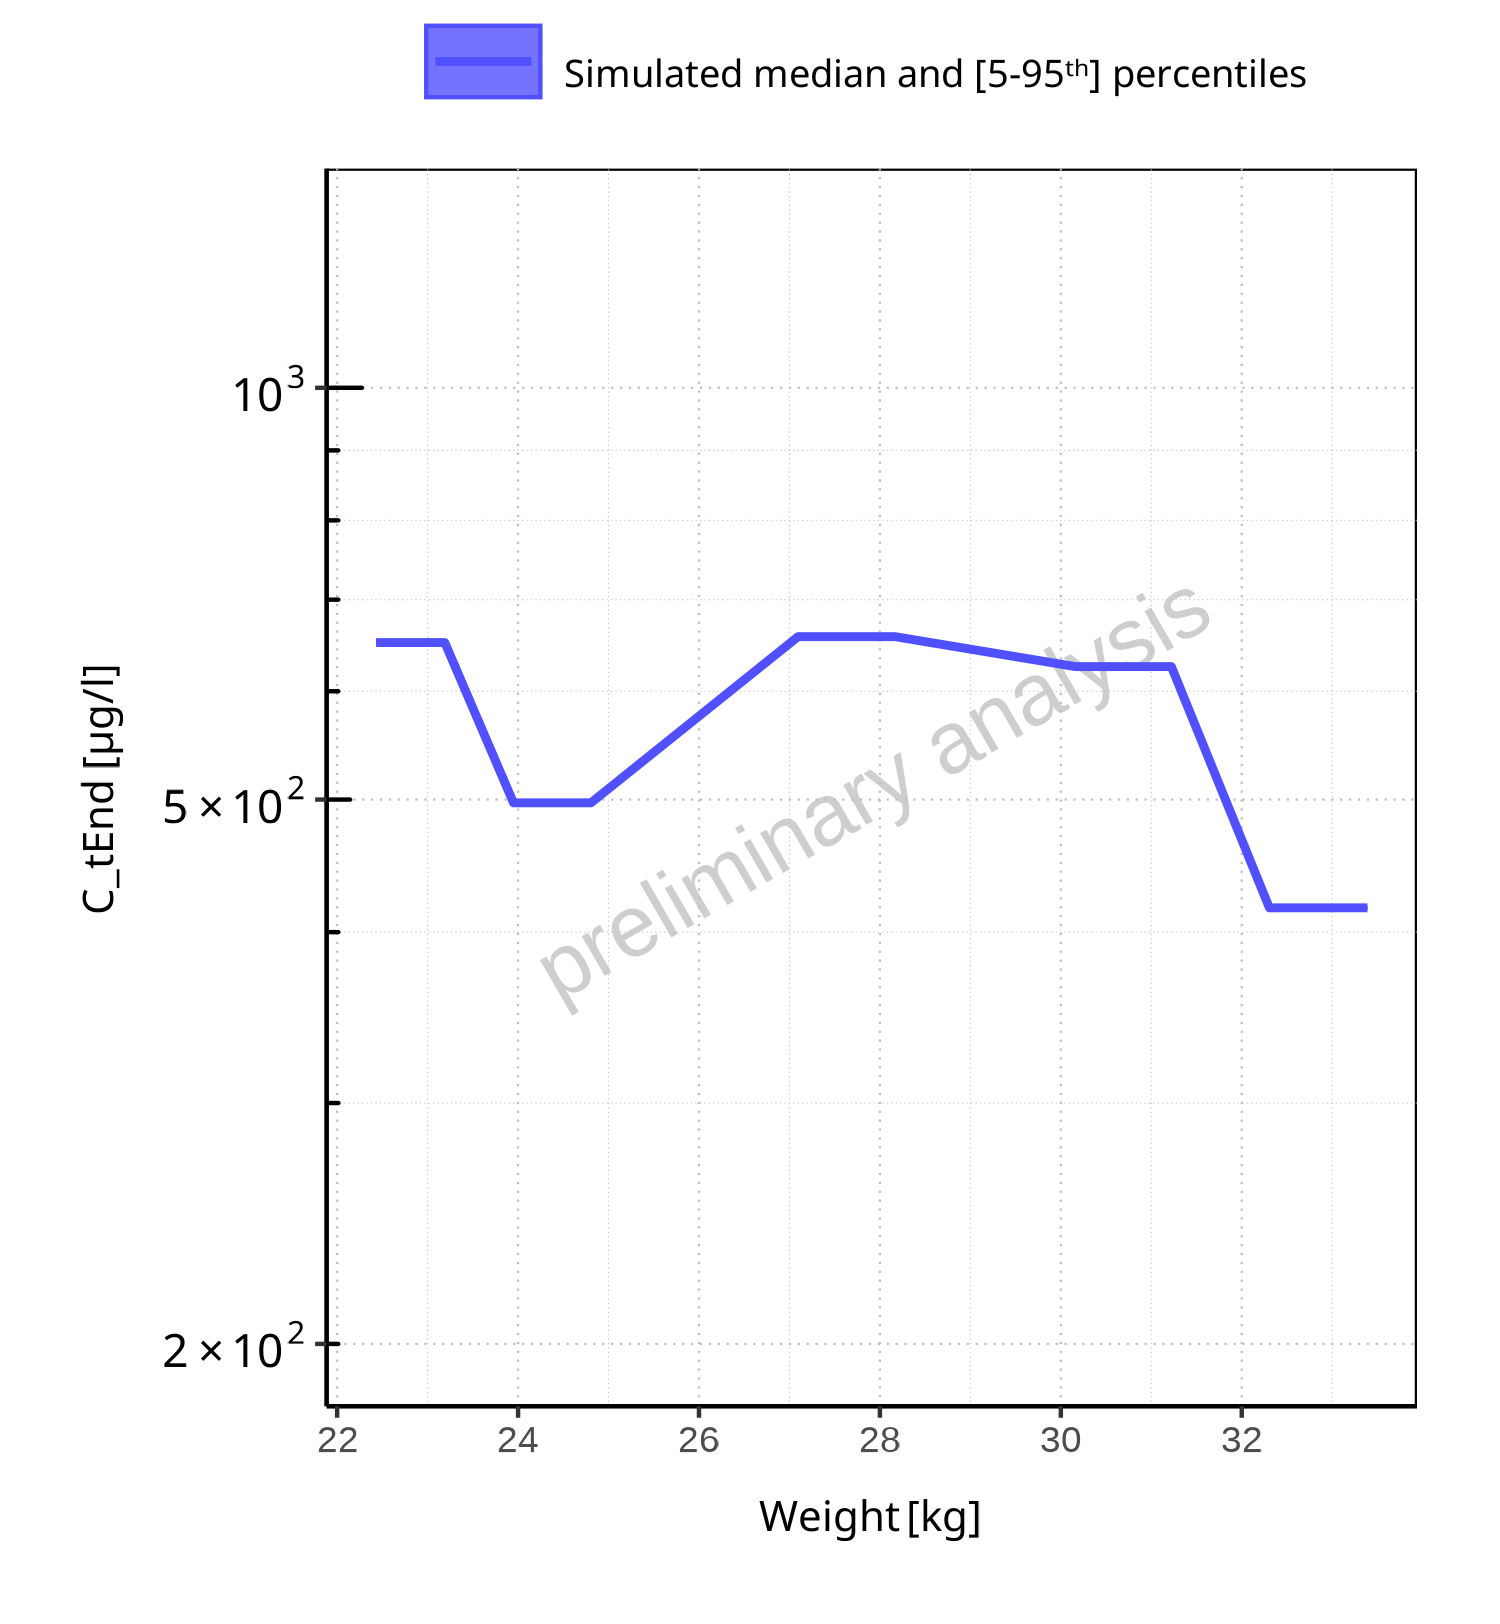 Simulated median and [5-95ᵗʰ] percentiles
10³
5 × 10²
2 × 10²
C_tEnd [µg/l]
preliminary analysis
22 24 26 28 30 32
Weight [kg]